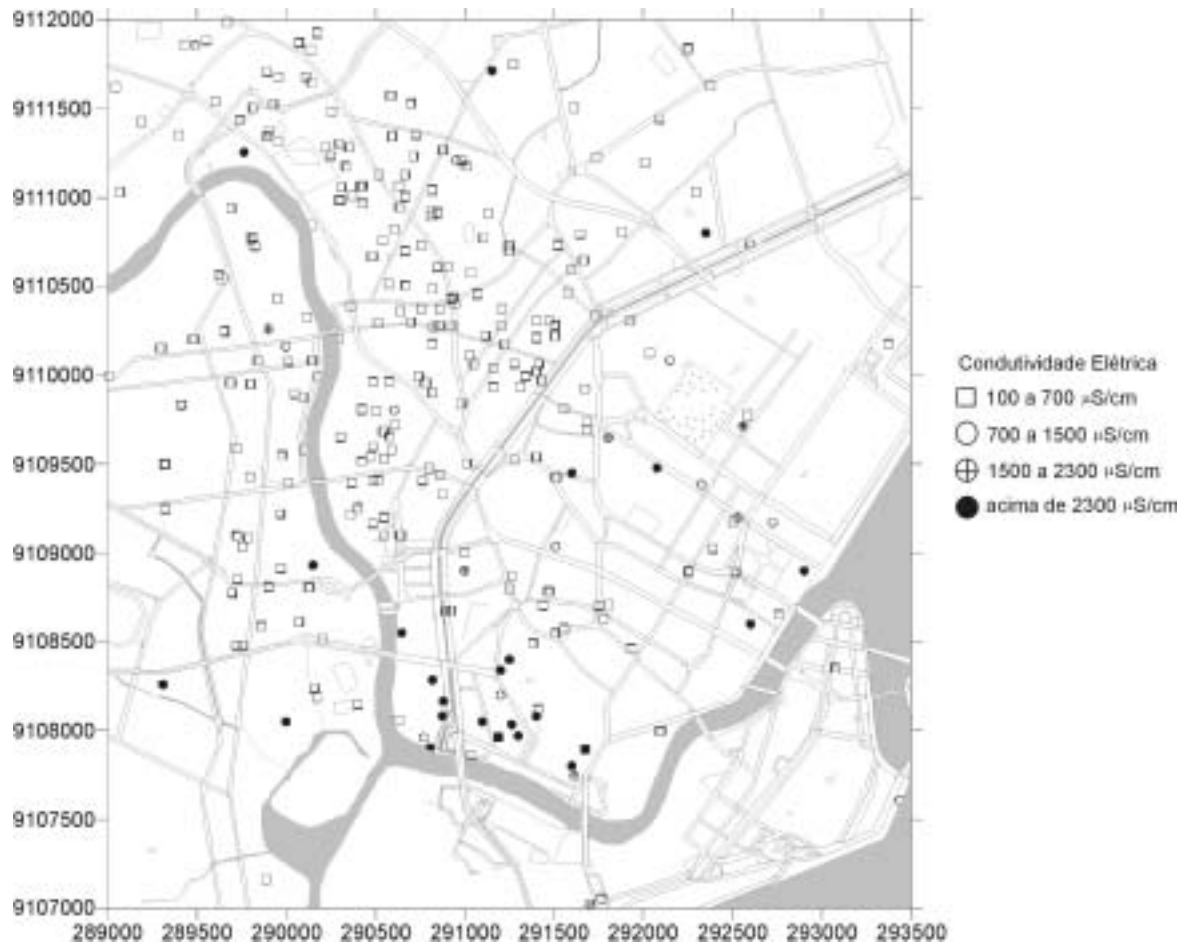 9112000
9111500
9111000
9110500
9110000
9109500
9109000
9108500
9108000
9107500
9107000
289000 289500 290000 290500 291000 291500 292000 292500 293000 293500
Condutividade Elétrica
100 a 700 μS/cm
700 a 1500 μS/cm
1500 a 2300 μS/cm
acima de 2300 μS/cm